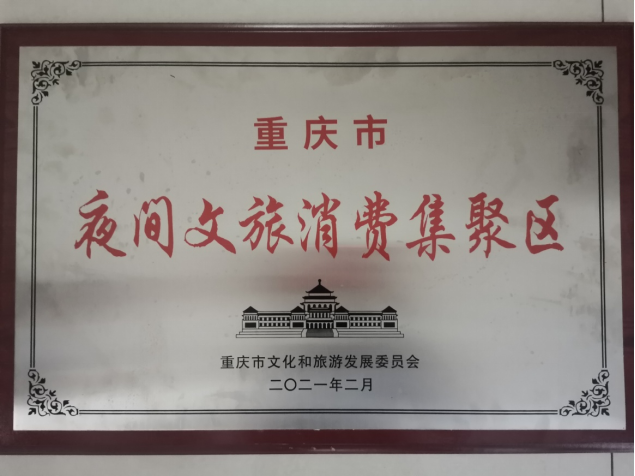 重庆市
夜间文旅消费集聚区
重庆市文化和旅游发展委员会
二〇二一年二月